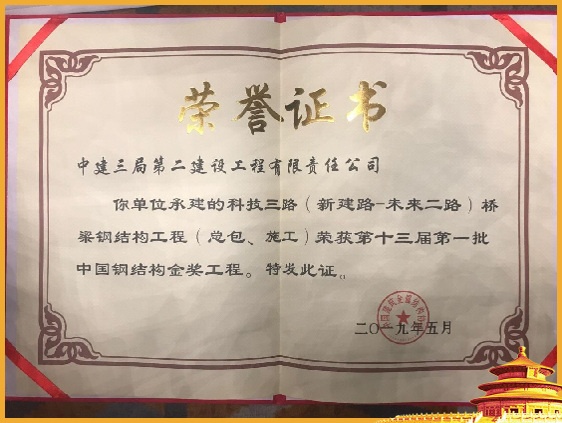 荣誉证书
中建三局第二建设工程有限责任公司
你单位承建的科技三路（新建路-未来二路）桥
梁钢结构工程（总包、施工）荣获第十三届第一批
中国钢结构金奖工程。特发此证。
二〇一九年五月